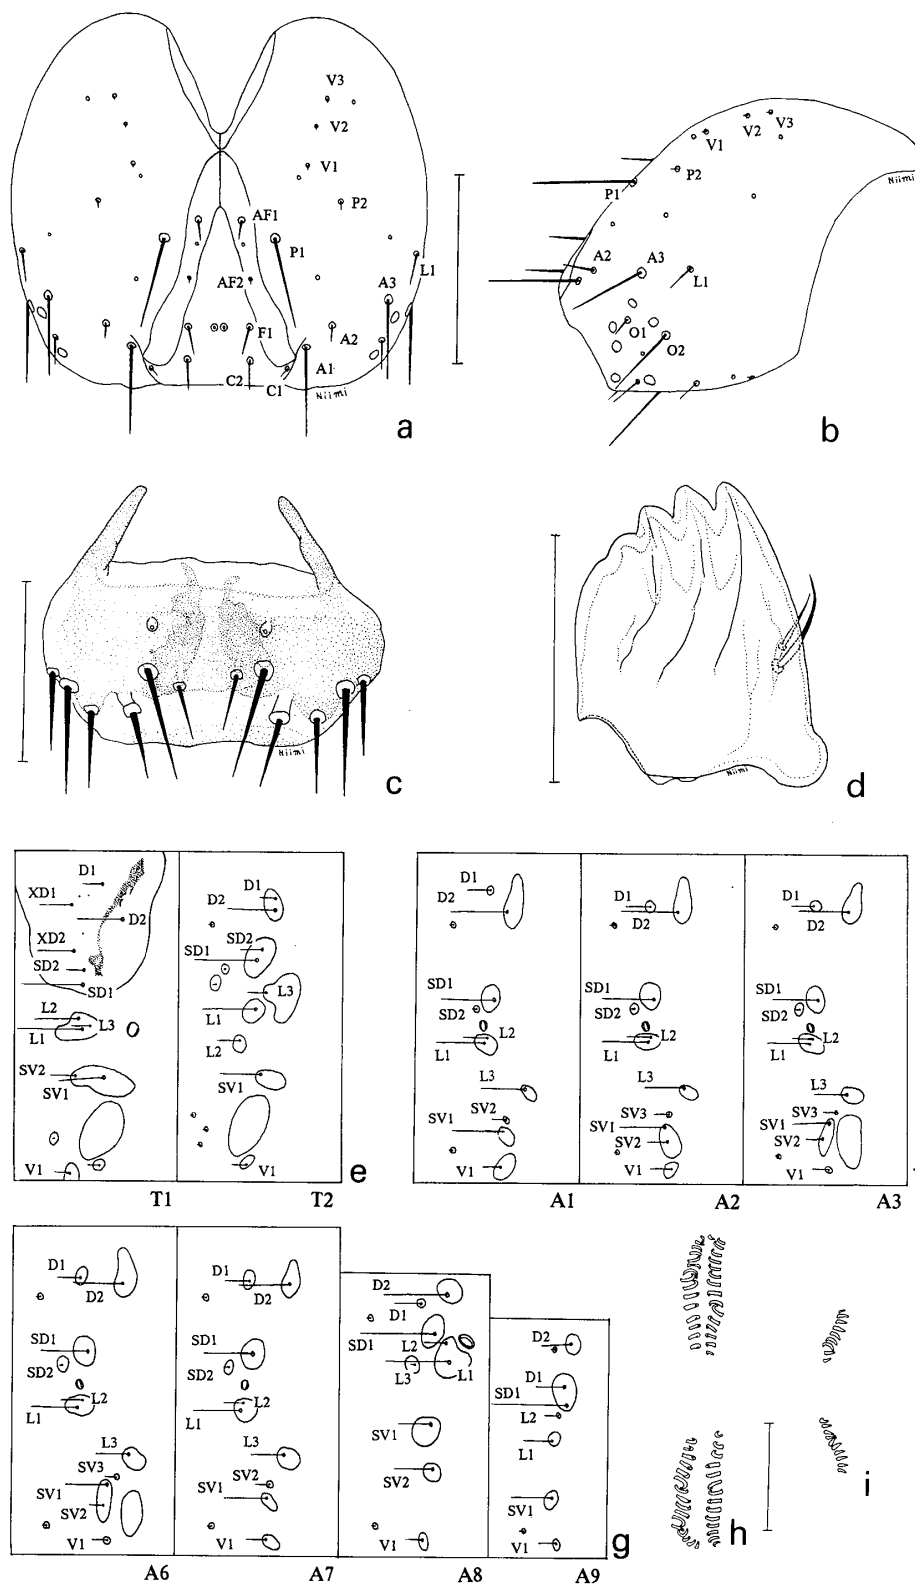 V3
V2
V1
P2
AF1
P1
AF2
L1
A3
F1
A2
A1
C2
C1
Niimi
a
V3
V2
V1
P2
P1
Niimi
A2
A3
L1
O1
O2
b
Niimi
c
Niimi
d
D1
XD1
D2
XD2
SD2
SD1
L2
L3
L1
SV2
SV1
V1
T1
D1
D2
SD2
SD1
L3
L1
L2
SV1
V1
T2
e
D1
D2
SD1
SD2
L2
L1
L3
SV2
SV1
V1
A1
D1
D2
SD1
SD2
L2
L1
L3
SV3
SV1
SV2
V1
A2
D1
D2
SD1
SD2
L2
L1
L3
SV3
SV1
SV2
V1
A3
D1
D2
SD1
SD2
L2
L1
L3
SV3
SV1
SV2
V1
A6
D1
D2
SD1
SD2
L2
L1
L3
SV2
SV1
V1
A7
D2
D1
SD1
L2
L3
L1
SV1
SV2
V1
A8
D2
D1
SD1
L2
L1
SV1
V1
A9
g
h
i